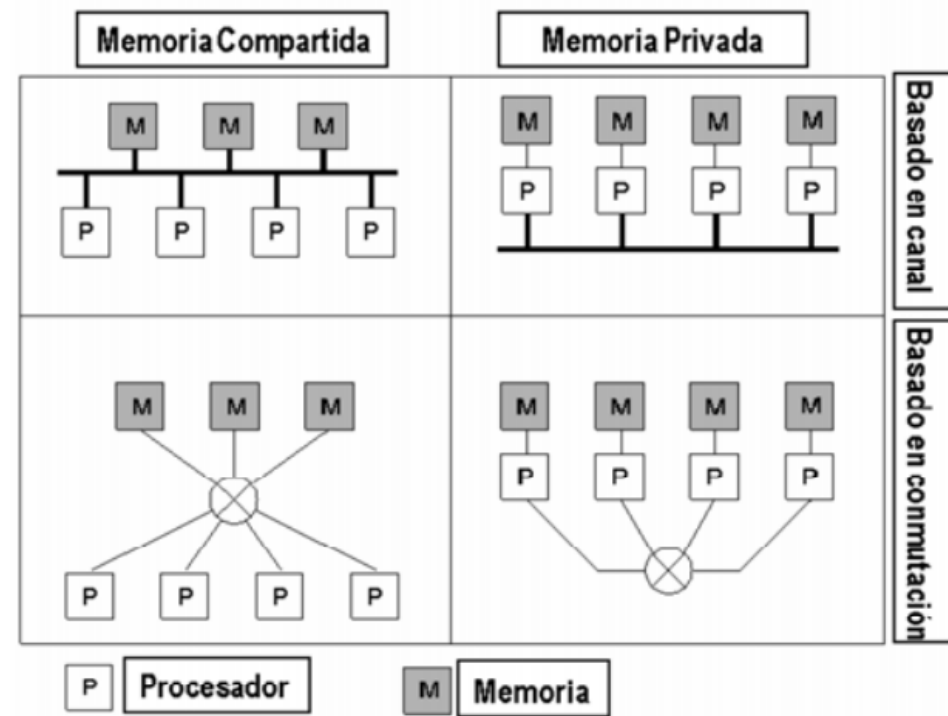 Memoria Compartida
Memoria Privada
M M M
P P P P
M M M M
P P P P
Basado en canal
M M M
P P P P
M M M M
P P P P
Basado en conmutación
P Procesador
M Memoria